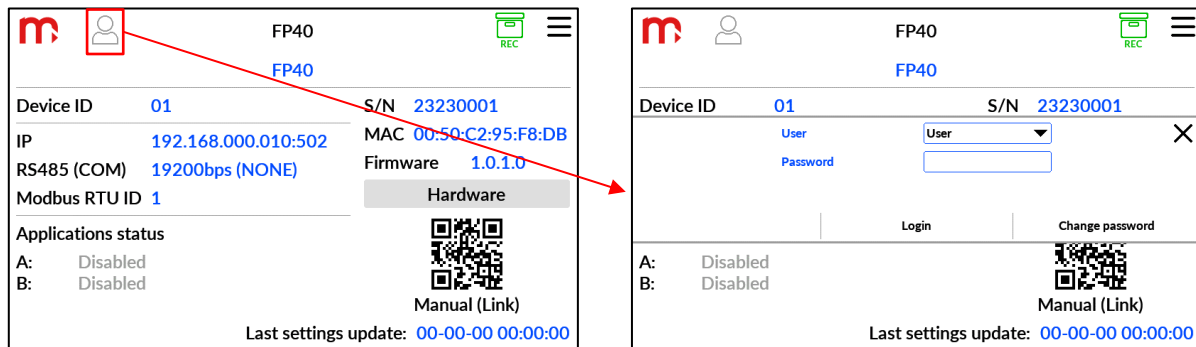 FP40
REC
FP40
Device ID 01 S/N 23230001
IP 192.168.000.010:502 MAC 00:50:C2:95:F8:DB
RS485 (COM) 19200bps (NONE) Firmware 1.0.1.0
Modbus RTU ID 1 Hardware
Applications status
A: Disabled
B: Disabled
Manual (Link)
Last settings update: 00-00-00 00:00:00
FP40
REC
FP40
Device ID 01 S/N 23230001
User User
Password
Login Change password
A: Disabled
B: Disabled
Manual (Link)
Last settings update: 00-00-00 00:00:00